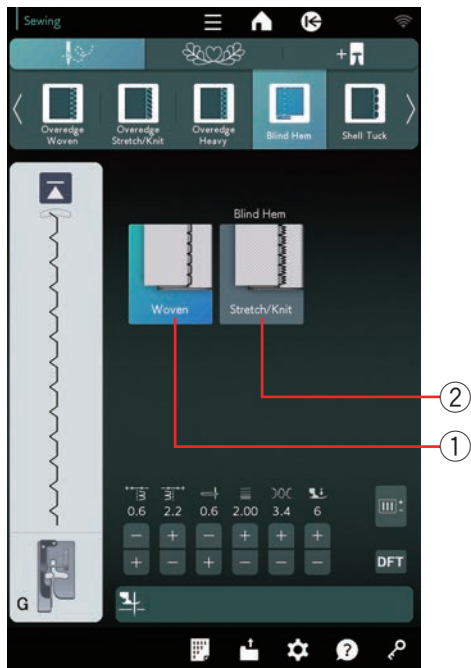 Sewing
Overedge
Woven
Overedge
Stretch/Knit
Overedge
Heavy
Blind Hem
Shell Tuck
Blind Hem
Woven
Stretch/Knit
2
1
0.6 2.2 0.6 2.00 3.4 6
- - + + +
+ + - + - -
DFT
G
?